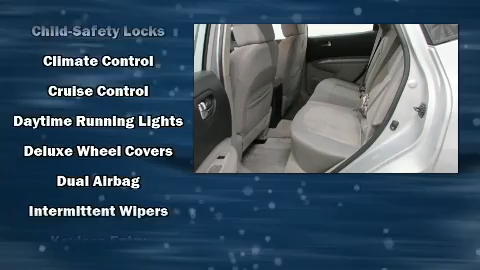 Child-Safety Locks
Climate Control
Cruise Control
Daytime Running Lights
Deluxe Wheel Covers
Dual Airbag
Intermittent Wipers